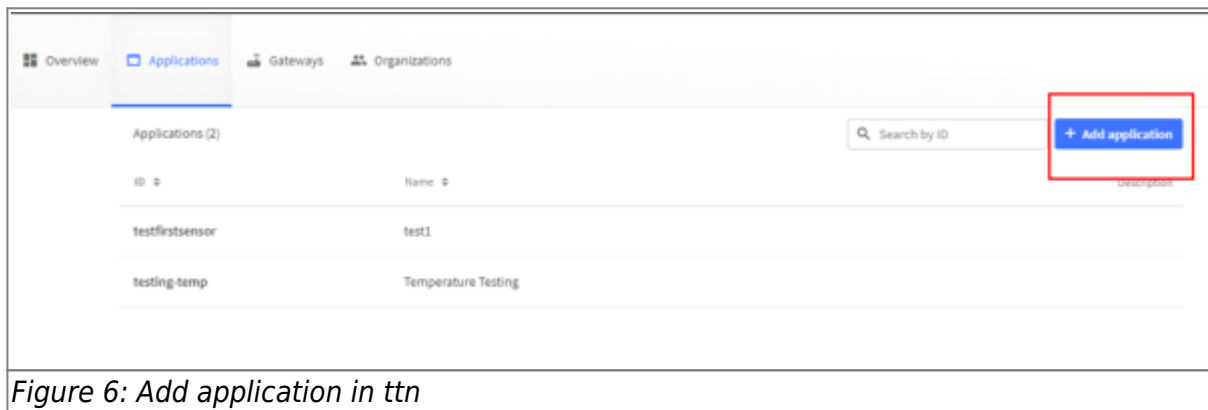 Overview Applications Gateways Organizations
Applications (2) Search by ID + Add application
ID Name Description
testfirstsensor test1
testing-temp Temperature Testing
Figure 6: Add application in ttn